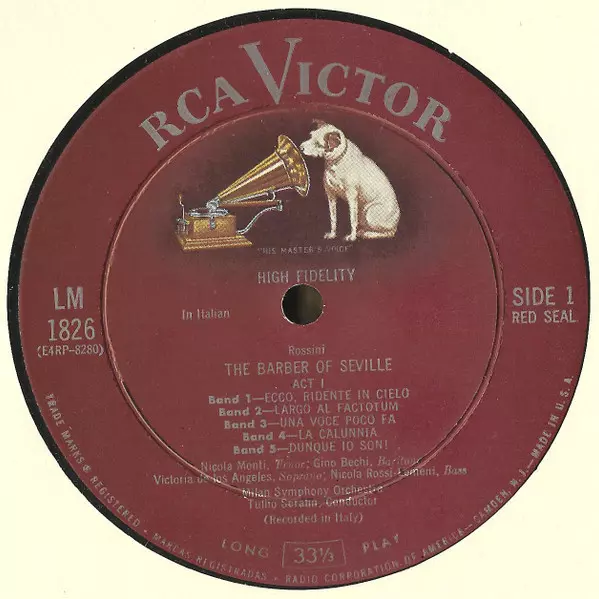 RCA VICTOR
"HIS MASTER'S VOICE"
HIGH FIDELITY
LM
1826
(E4RP-8280)
In Italian
SIDE 1
RED SEAL
Rossini
THE BARBER OF SEVILLE
ACT I
Band 1—ECCO, RIDENTE IN CIELO
Band 2—LARGO AL FACTOTUM
Band 3—UNA VOCE POCO FA
Band 4—LA CALUNNIA
Band 5—DUNQUE IO SON!
Nicola Monti, Tenor; Gino Bechi, Baritone
Victoria de los Angeles, Soprano; Nicola Rossi-Lemeni, Bass
Milan Symphony Orchestra
Tullio Serafin, Conductor
(Recorded in Italy)
LONG 33⅓ PLAY
TRADE MARKS ® REGISTERED • MARCAS REGISTRADAS • RADIO CORPORATION OF AMERICA—CAMDEN, N. J.—MADE IN U. S. A.